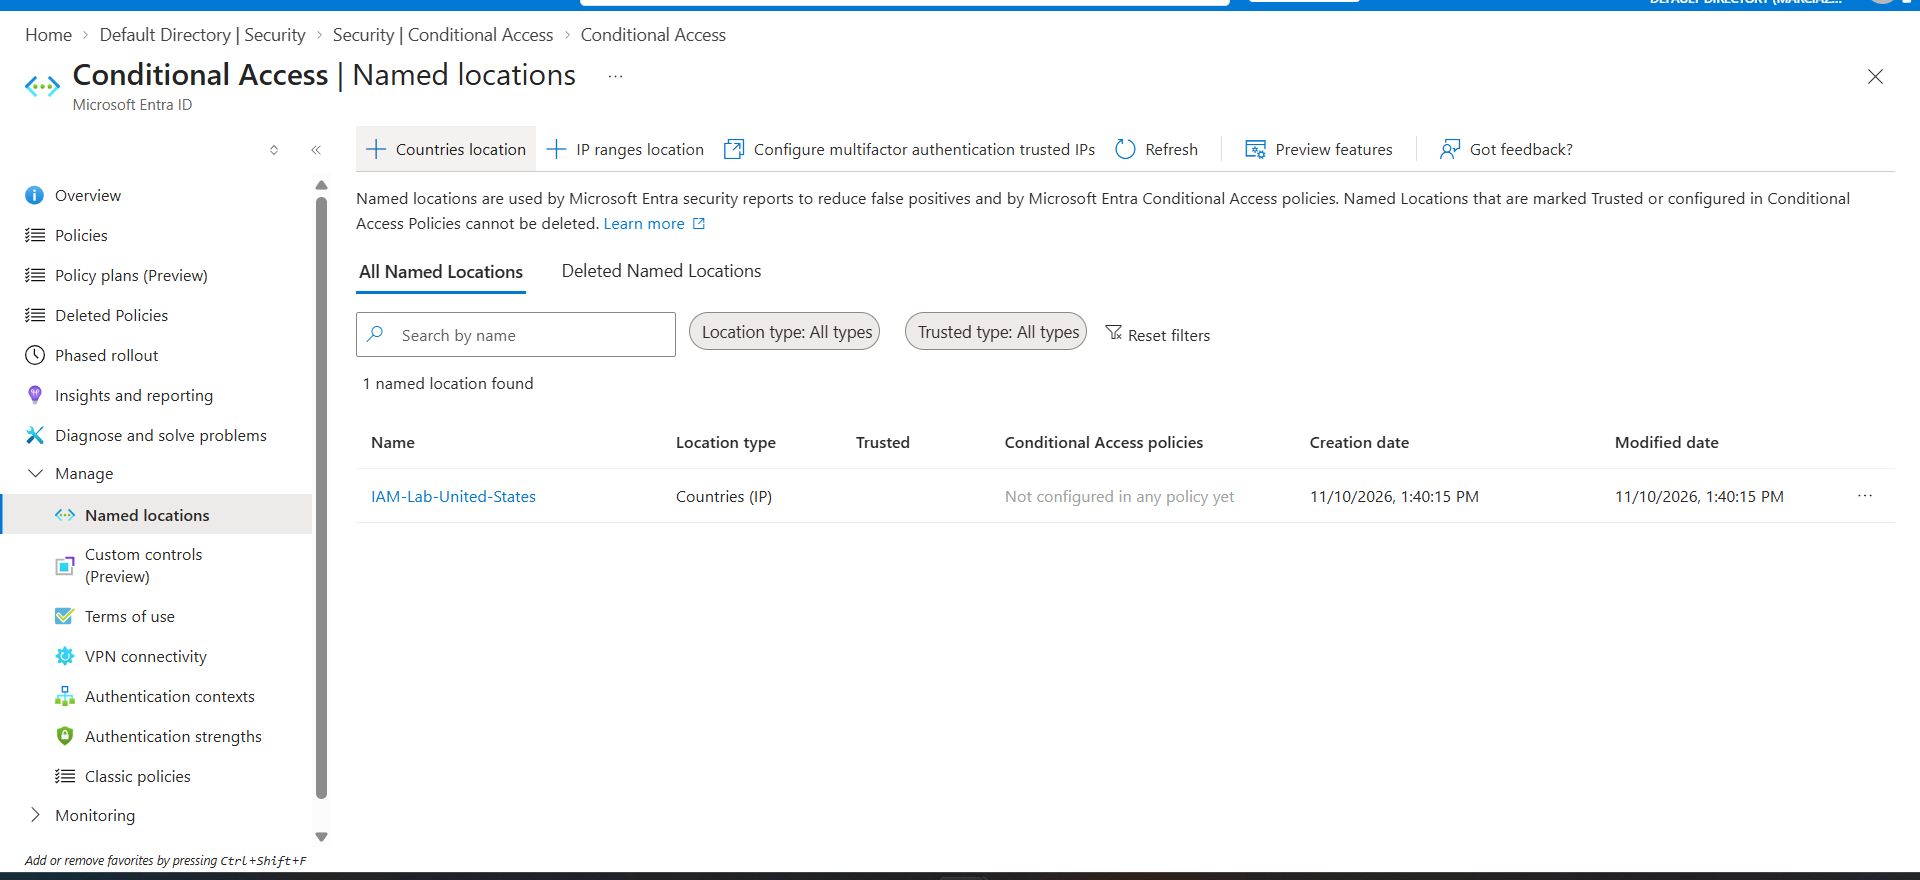 Home > Default Directory | Security > Security | Conditional Access > Conditional Access
Conditional Access | Named locations ...
Microsoft Entra ID
Countries location
IP ranges location
Configure multifactor authentication trusted IPs
Refresh
Preview features
Got feedback?
Overview
Policies
Policy plans (Preview)
Deleted Policies
Phased rollout
Insights and reporting
Diagnose and solve problems
Manage
Named locations
Custom controls
(Preview)
Terms of use
VPN connectivity
Authentication contexts
Authentication strengths
Classic policies
Monitoring
Add or remove favorites by pressing Ctrl+Shift+F
Named locations are used by Microsoft Entra security reports to reduce false positives and by Microsoft Entra Conditional Access policies. Named Locations that are marked Trusted or configured in Conditional
Access Policies cannot be deleted. Learn more
All Named Locations
Deleted Named Locations
Search by name
Location type: All types
Trusted type: All types
Reset filters
1 named location found
Name Location type Trusted Conditional Access policies Creation date Modified date
IAM-Lab-United-States Countries (IP) Not configured in any policy yet 11/10/2026, 1:40:15 PM 11/10/2026, 1:40:15 PM ...